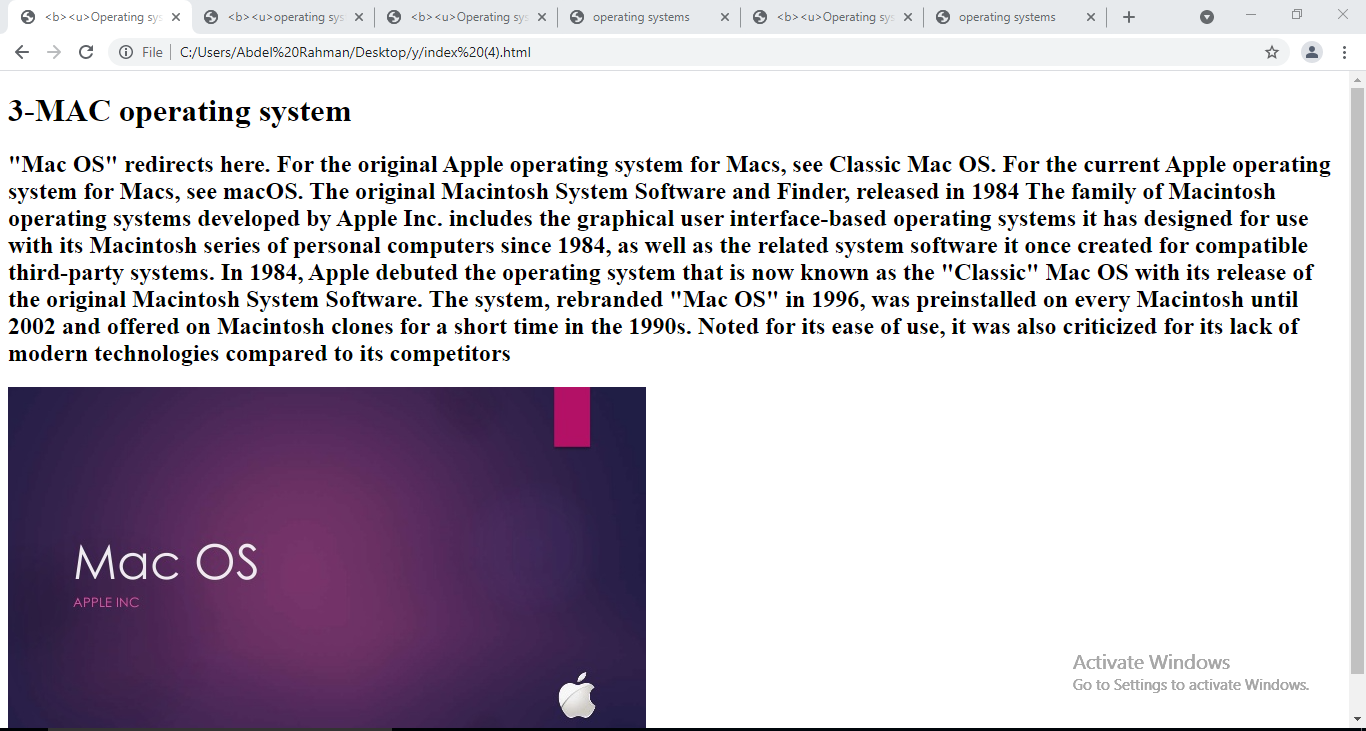 <b><u>Operating sys
<b><u>operating sys
<b><u>Operating sys
operating systems
<b><u>Operating sys
operating systems
File
C:/Users/Abdel%20Rahman/Desktop/y/index%20(4).html
3-MAC operating system
"Mac OS" redirects here. For the original Apple operating system for Macs, see Classic Mac OS. For the current Apple operating
system for Macs, see macOS. The original Macintosh System Software and Finder, released in 1984 The family of Macintosh
operating systems developed by Apple Inc. includes the graphical user interface-based operating systems it has designed for use
with its Macintosh series of personal computers since 1984, as well as the related system software it once created for compatible
third-party systems. In 1984, Apple debuted the operating system that is now known as the "Classic" Mac OS with its release of
the original Macintosh System Software. The system, rebranded "Mac OS" in 1996, was preinstalled on every Macintosh until
2002 and offered on Macintosh clones for a short time in the 1990s. Noted for its ease of use, it was also criticized for its lack of
modern technologies compared to its competitors
Mac OS
APPLE INC
Activate Windows
Go to Settings to activate Windows.